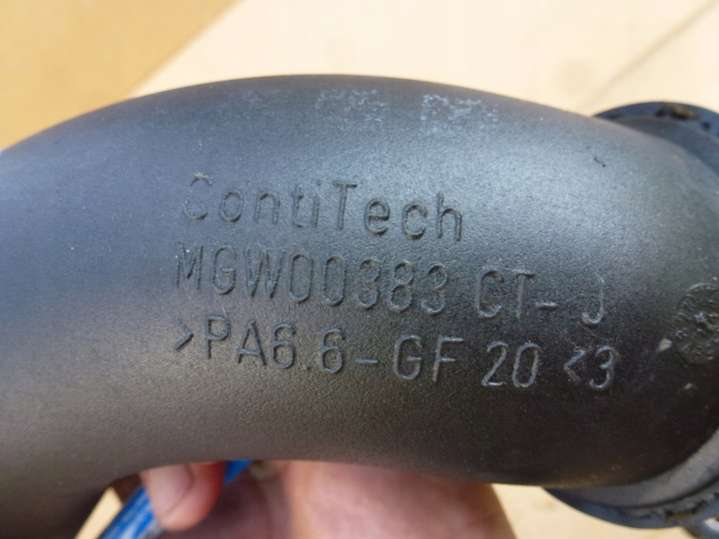 ContiTech
MGW00383 CT- J
>PA6.6-GF 20 <3